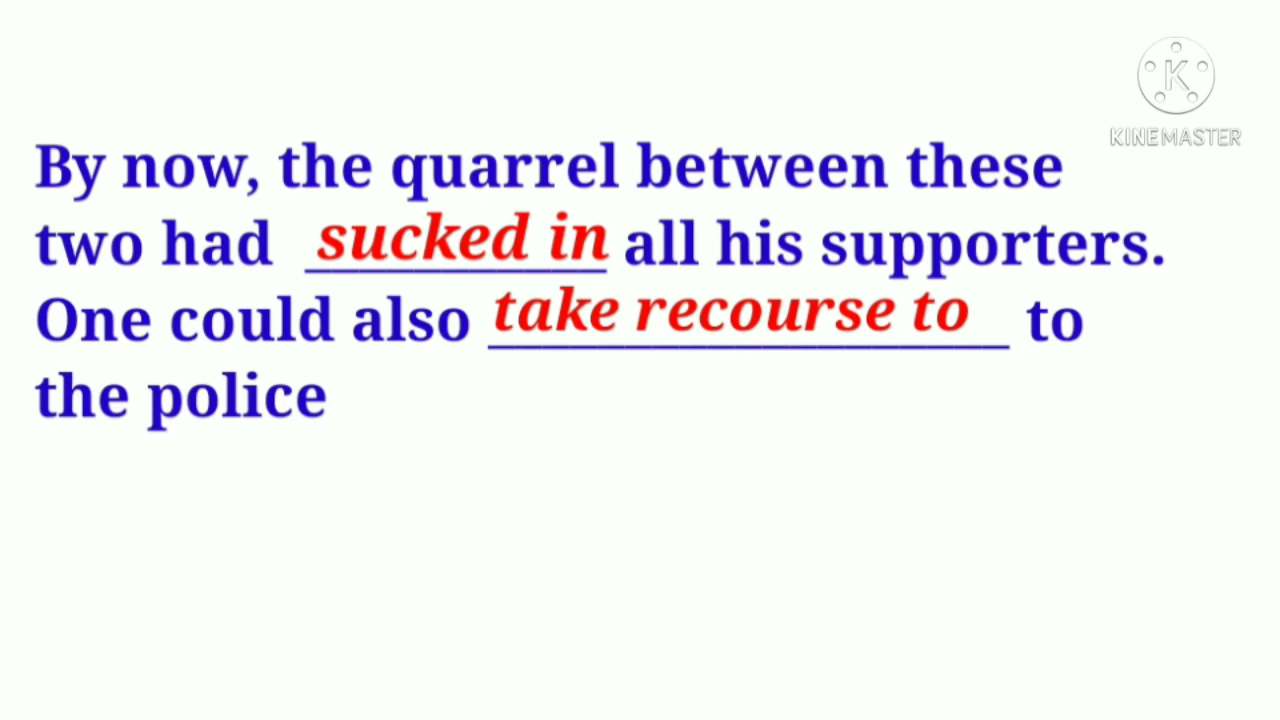 KINEMASTER
By now, the quarrel between these
two had sucked in all his supporters.
One could also take recourse to to
the police